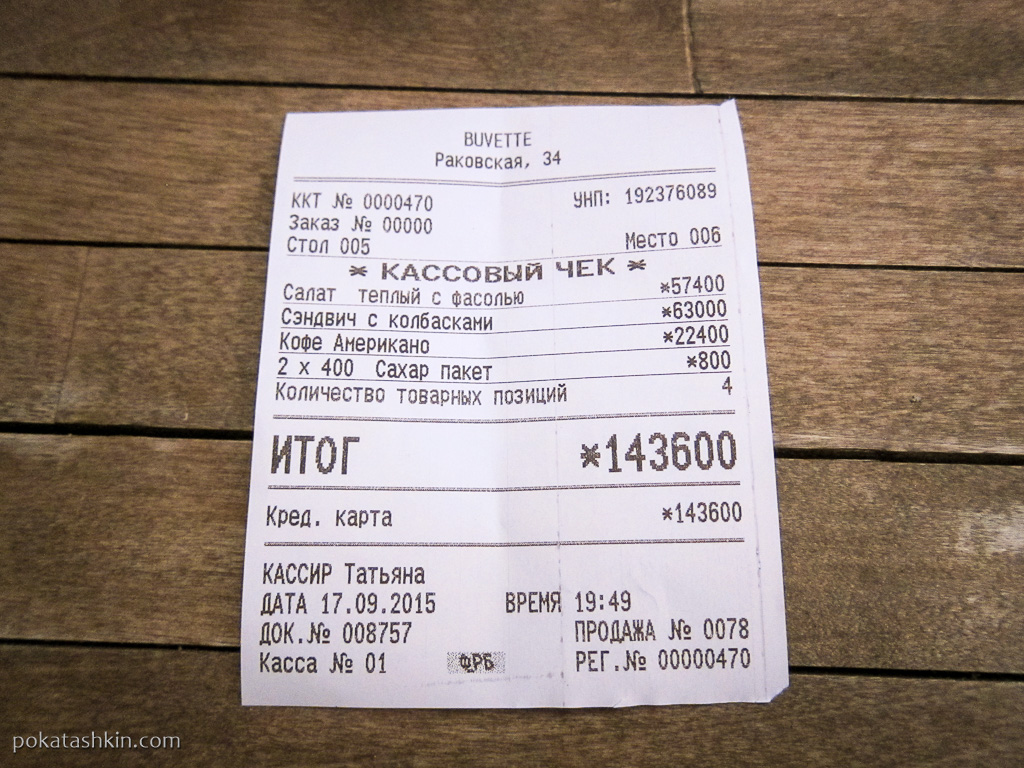 BUVETTE
Раковская, 34
ККТ № 0000470 УНП: 192376089
Заказ № 00000
Стол 005 Место 006
* КАССОВЫЙ ЧЕК *
Салат теплый с фасолью *57400
Сэндвич с колбасками *63000
Кофе Американо *22400
2 x 400 Сахар пакет *800
Количество товарных позиций 4
ИТОГ *143600
Кред. карта *143600
КАССИР Татьяна
ДАТА 17.09.2015 ВРЕМЯ 19:49
ДОК.№ 008757 ПРОДАЖА № 0078
Касса № 01 ФРБ РЕГ.№ 00000470
pokatashkin.com